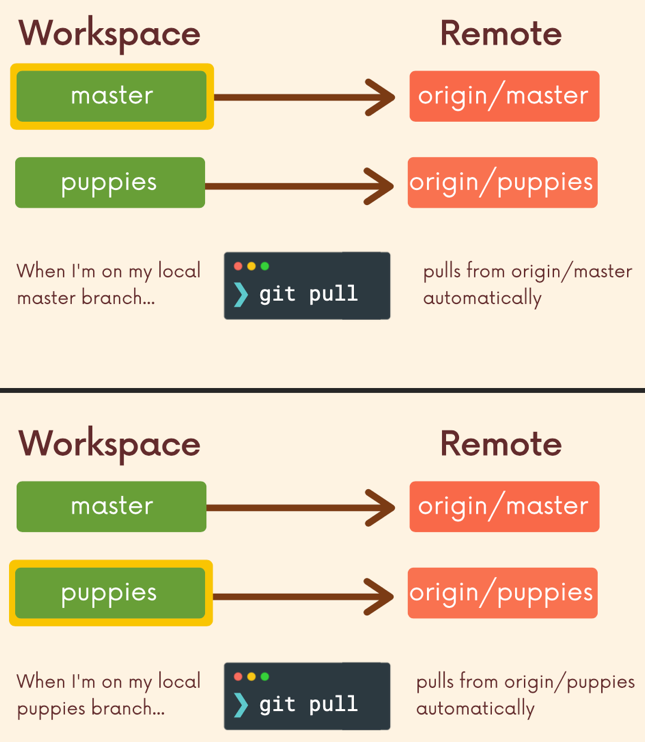 Workspace
Remote
master
origin/master
puppies
origin/puppies
When I'm on my local
master branch...
❯ git pull
pulls from origin/master
automatically
Workspace
Remote
master
origin/master
puppies
origin/puppies
When I'm on my local
puppies branch...
❯ git pull
pulls from origin/puppies
automatically